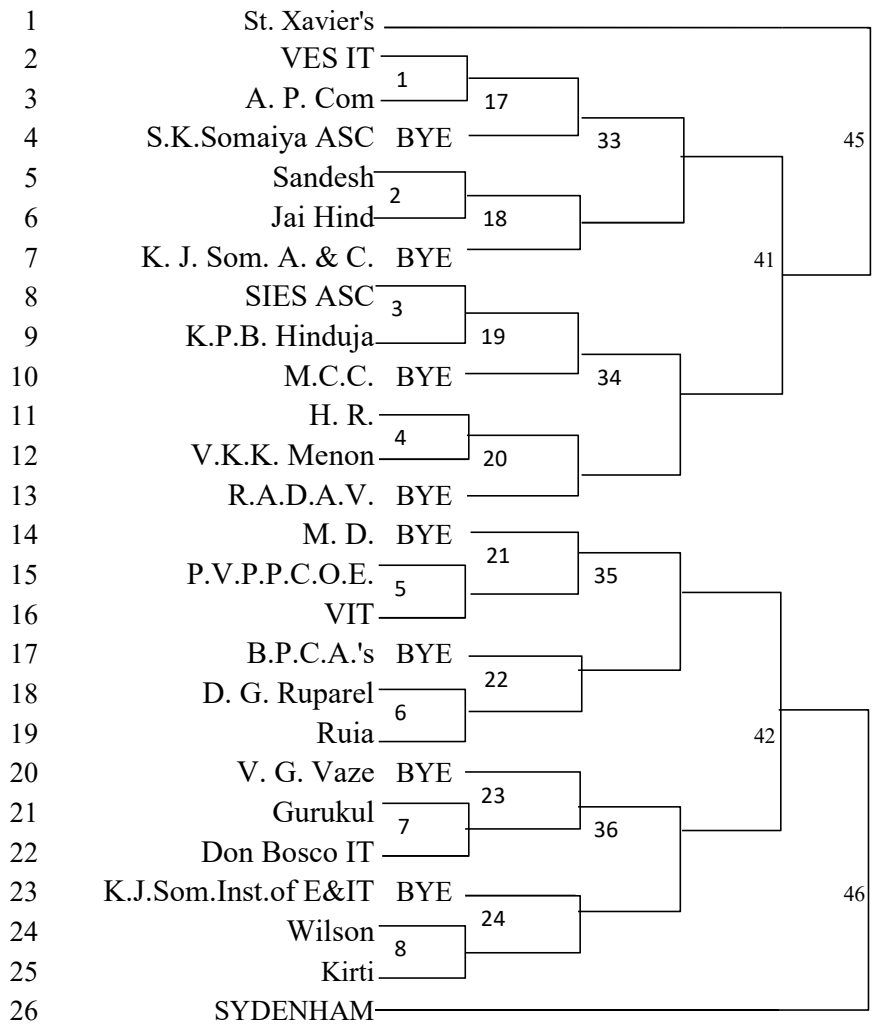 1 St. Xavier's
2 VES IT
1
3 A. P. Com
17
4 S.K.Somaiya ASC BYE
33
45
5 Sandesh
2
6 Jai Hind
18
7 K. J. Som. A. & C. BYE
41
8 SIES ASC
3
9 K.P.B. Hinduja
19
10 M.C.C. BYE
34
11 H. R.
4
12 V.K.K. Menon
20
13 R.A.D.A.V. BYE
14 M. D. BYE
21
15 P.V.P.P.C.O.E.
35
5
16 VIT
17 B.P.C.A.'s BYE
22
18 D. G. Ruparel
6
19 Ruia
42
20 V. G. Vaze BYE
23
21 Gurukul
7
36
22 Don Bosco IT
23 K.J.Som.Inst.of E&IT BYE
46
24
24 Wilson
8
25 Kirti
26 SYDENHAM